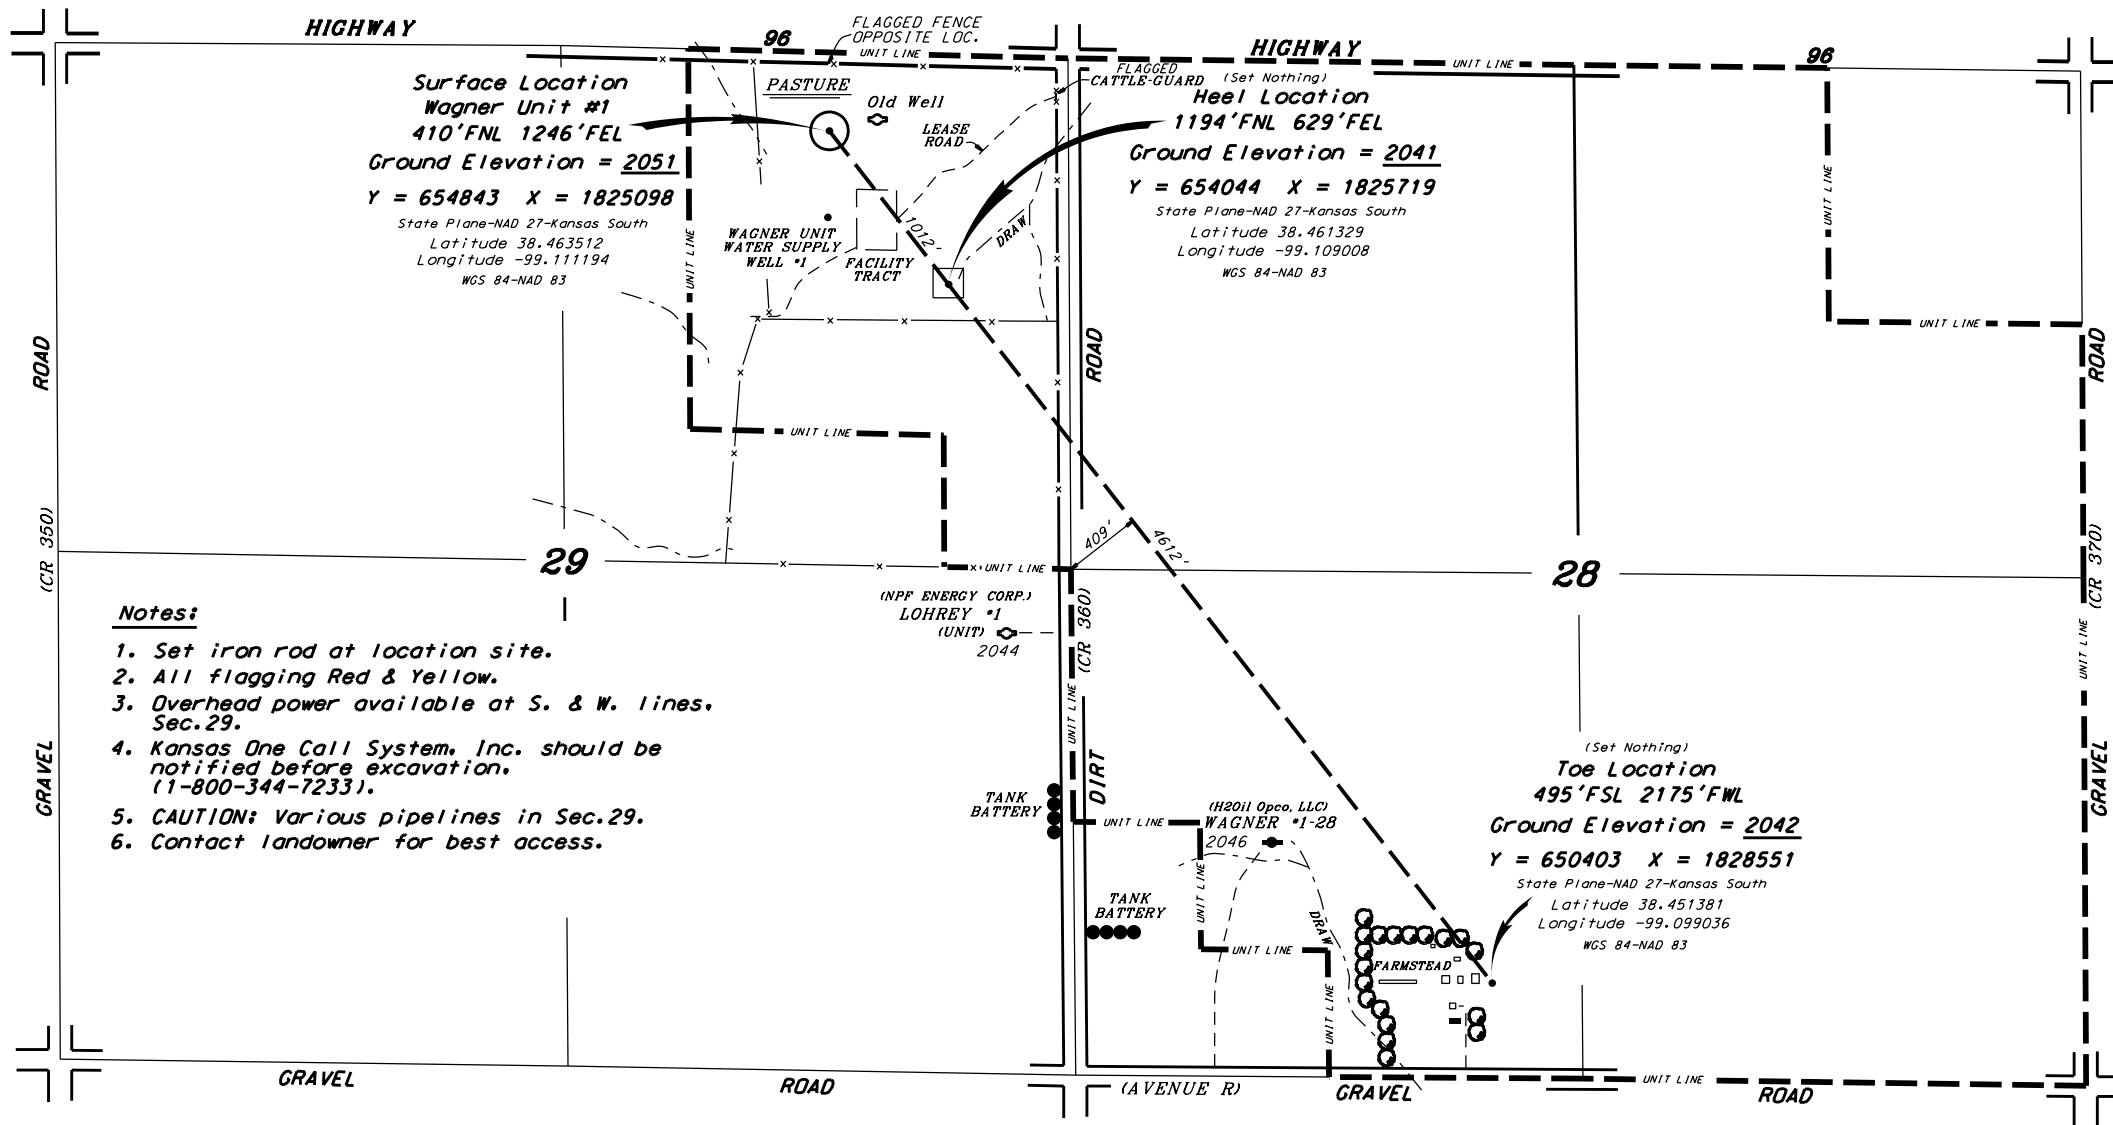 HIGHWAY
96
FLAGGED FENCE
OPPOSITE LOC.
UNIT LINE
HIGHWAY
UNIT LINE
96
Surface Location
Wagner Unit #1
410'FNL 1246'FEL
Ground Elevation = 2051
Y = 654843 X = 1825098
State Plane-NAD 27-Kansas South
Latitude 38.463512
Longitude -99.111194
WGS 84-NAD 83
PASTURE
Old Well
LEASE
ROAD
FLAGGED
CATTLE-GUARD
(Set Nothing)
Heel Location
1194'FNL 629'FEL
Ground Elevation = 2041
Y = 654044 X = 1825719
State Plane-NAD 27-Kansas South
Latitude 38.461329
Longitude -99.109008
WGS 84-NAD 83
UNIT LINE
UNIT LINE
WAGNER UNIT
WATER SUPPLY
WELL #1
FACILITY
TRACT
1012'
DRAW
UNIT LINE
ROAD
ROAD
ROAD
UNIT LINE
(CR 350)
29
409'
4612'
28
(CR 370)
UNIT LINE
(NPF ENERGY CORP.)
LOHREY #1
(UNIT)
2044
(CR 360)
UNIT LINE
UNIT LINE
Notes:
1. Set iron rod at location site.
2. All flagging Red & Yellow.
3. Overhead power available at S. & W. lines,
Sec.29.
4. Kansas One Call System, Inc. should be
notified before excavation,
(1-800-344-7233).
5. CAUTION: Various pipelines in Sec.29.
6. Contact landowner for best access.
GRAVEL
DIRT
GRAVEL
TANK
BATTERY
UNIT LINE
(H2Oil Opco, LLC)
WAGNER #1-28
2046
UNIT LINE
TANK
BATTERY
UNIT LINE
DRAW
UNIT LINE
FARMSTEAD
(Set Nothing)
Toe Location
495'FSL 2175'FWL
Ground Elevation = 2042
Y = 650403 X = 1828551
State Plane-NAD 27-Kansas South
Latitude 38.451381
Longitude -99.099036
WGS 84-NAD 83
GRAVEL
ROAD
(AVENUE R)
GRAVEL
UNIT LINE
ROAD